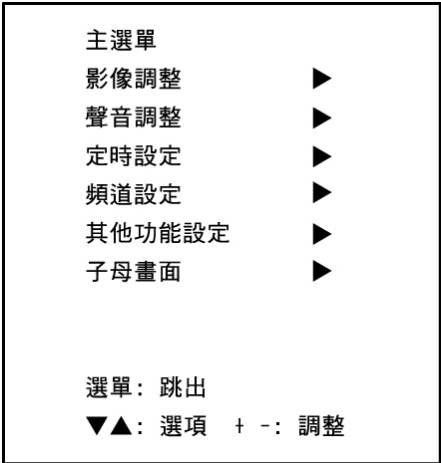 主選單
影像調整 ▶
聲音調整 ▶
定時設定 ▶
頻道設定 ▶
其他功能設定 ▶
子母畫面 ▶
選單: 跳出
▼▲: 選項 + -: 調整